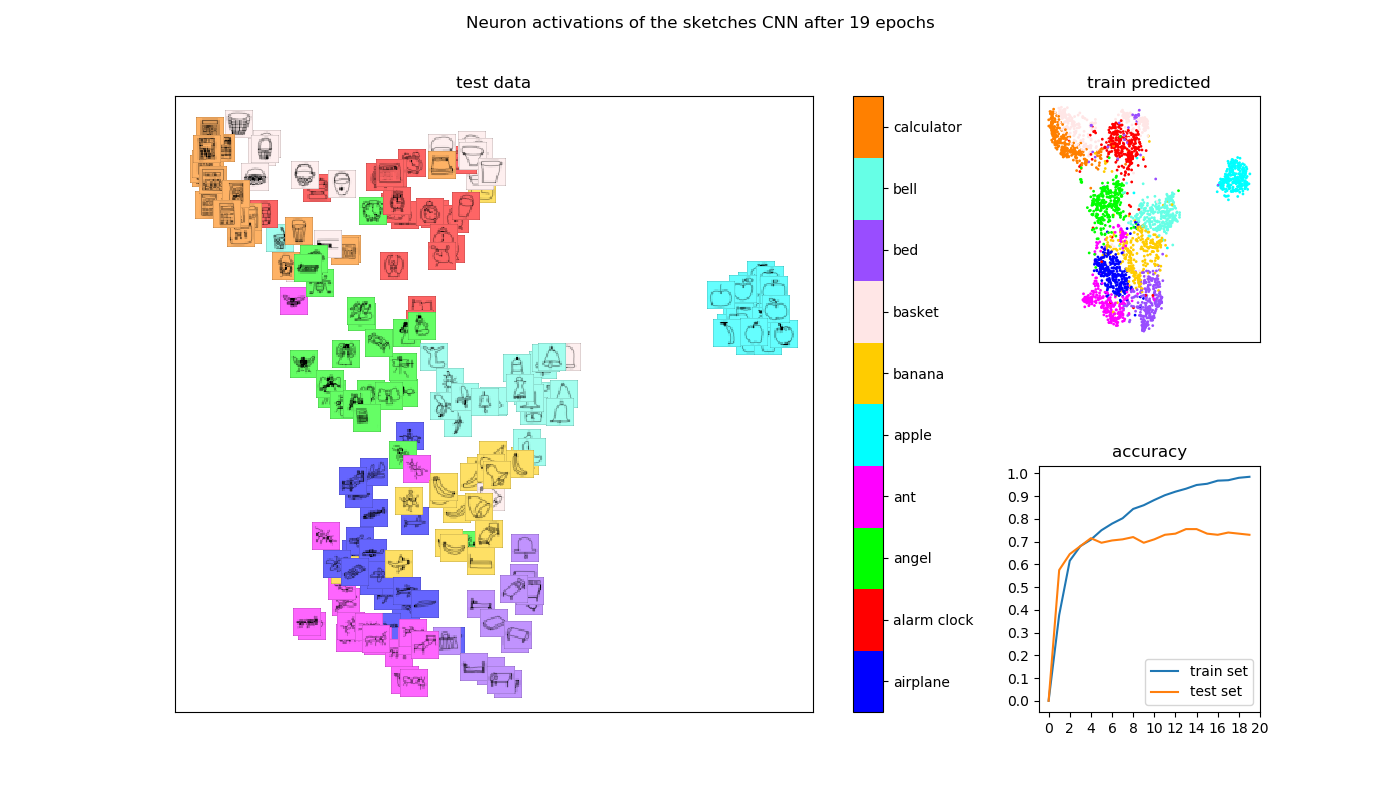 Neuron activations of the sketches CNN after 19 epochs
test data
calculator
bell
bed
basket
banana
apple
ant
angel
alarm clock
airplane
train predicted
accuracy
1.0
0.9
0.8
0.7
0.6
0.5
0.4
0.3
0.2
0.1
0.0
train set
test set
0 2 4 6 8 10 12 14 16 18 20